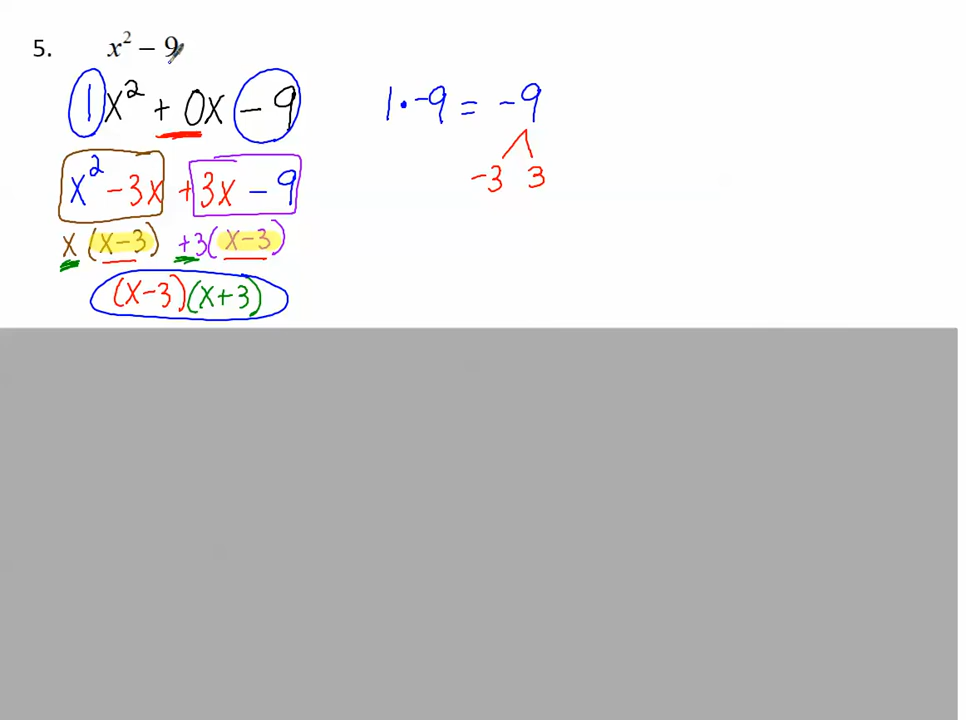 5. x² − 9
1x² + 0x − 9
1 · -9 = -9
-3 3
x² − 3x + 3x − 9
x (x−3) +3 (x−3)
(x−3)(x+3)